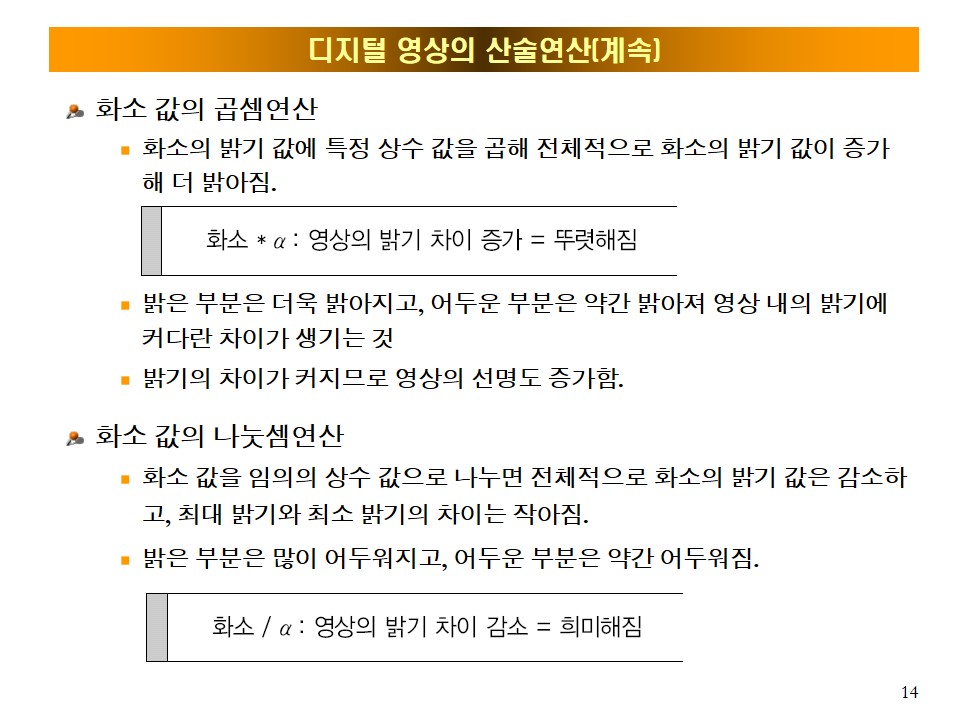 디지털 영상의 산술연산(계속)
화소 값의 곱셈연산
화소의 밝기 값에 특정 상수 값을 곱해 전체적으로 화소의 밝기 값이 증가
해 더 밝아짐.
화소 * α : 영상의 밝기 차이 증가 = 뚜렷해짐
밝은 부분은 더욱 밝아지고, 어두운 부분은 약간 밝아져 영상 내의 밝기에
커다란 차이가 생기는 것
밝기의 차이가 커지므로 영상의 선명도 증가함.
화소 값의 나눗셈연산
화소 값을 임의의 상수 값으로 나누면 전체적으로 화소의 밝기 값은 감소하
고, 최대 밝기와 최소 밝기의 차이는 작아짐.
밝은 부분은 많이 어두워지고, 어두운 부분은 약간 어두워짐.
화소 / α : 영상의 밝기 차이 감소 = 희미해짐
14